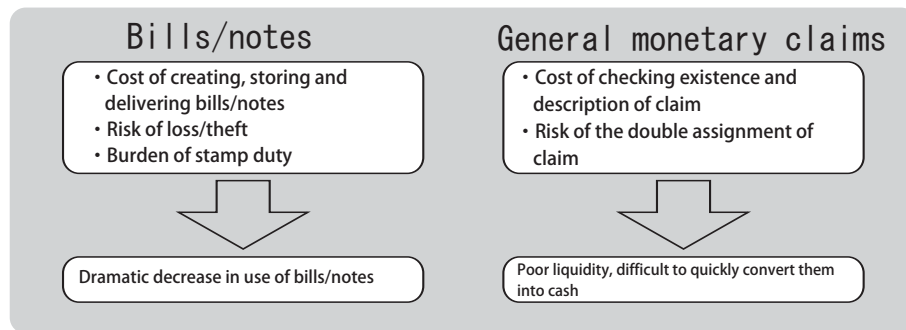 Bills/notes
・Cost of creating, storing and
delivering bills/notes
・Risk of loss/theft
・Burden of stamp duty
Dramatic decrease in use of bills/notes
General monetary claims
・Cost of checking existence and
description of claim
・Risk of the double assignment of
claim
Poor liquidity, difficult to quickly convert them
into cash